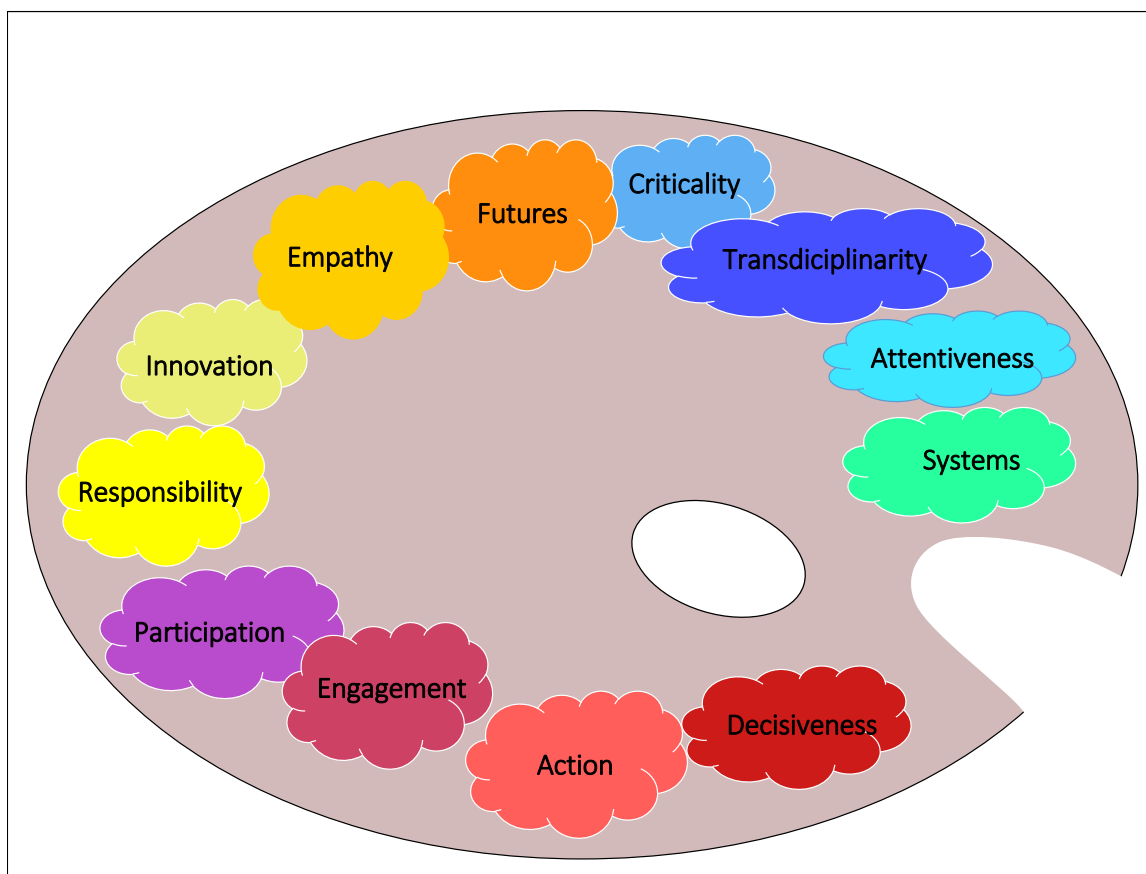 Criticality
Futures
Empathy
Transdiciplinarity
Attentiveness
Innovation
Systems
Responsibility
Participation
Engagement
Decisiveness
Action